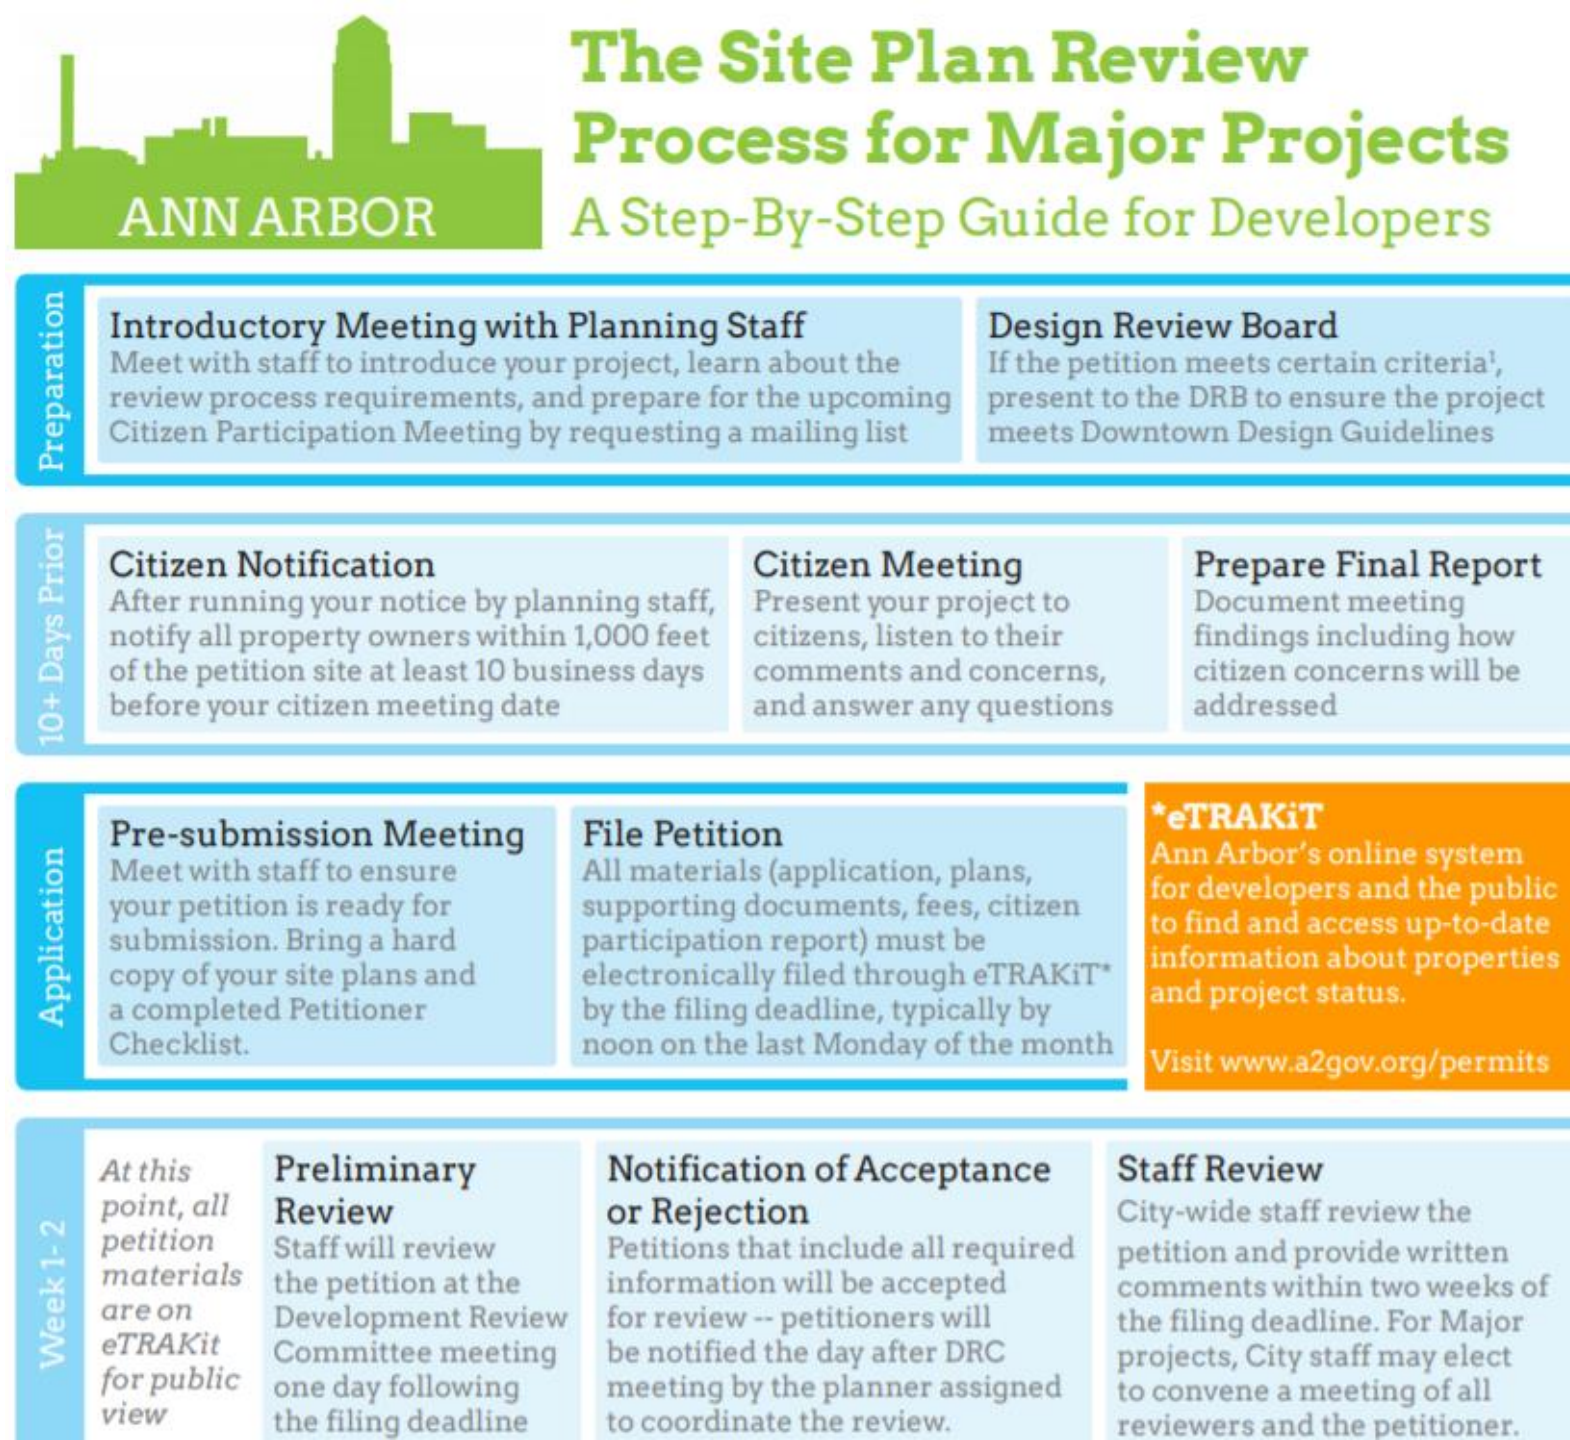 ANN ARBOR
The Site Plan Review
Process for Major Projects
A Step-By-Step Guide for Developers
Preparation
Introductory Meeting with Planning Staff
Meet with staff to introduce your project, learn about the
review process requirements, and prepare for the upcoming
Citizen Participation Meeting by requesting a mailing list
Design Review Board
If the petition meets certain criteria¹,
present to the DRB to ensure the project
meets Downtown Design Guidelines
10+ Days Prior
Citizen Notification
After running your notice by planning staff,
notify all property owners within 1,000 feet
of the petition site at least 10 business days
before your citizen meeting date
Citizen Meeting
Present your project to
citizens, listen to their
comments and concerns,
and answer any questions
Prepare Final Report
Document meeting
findings including how
citizen concerns will be
addressed
Application
Pre-submission Meeting
Meet with staff to ensure
your petition is ready for
submission. Bring a hard
copy of your site plans and
a completed Petitioner
Checklist.
File Petition
All materials (application, plans,
supporting documents, fees, citizen
participation report) must be
electronically filed through eTRAKiT*
by the filing deadline, typically by
noon on the last Monday of the month
*eTRAKiT
Ann Arbor's online system
for developers and the public
to find and access up-to-date
information about properties
and project status.
Visit www.a2gov.org/permits
Week 1- 2
At this
point, all
petition
materials
are on
eTRAKit
for public
view
Preliminary
Review
Staff will review
the petition at the
Development Review
Committee meeting
one day following
the filing deadline
Notification of Acceptance
or Rejection
Petitions that include all required
information will be accepted
for review -- petitioners will
be notified the day after DRC
meeting by the planner assigned
to coordinate the review.
Staff Review
City-wide staff review the
petition and provide written
comments within two weeks of
the filing deadline. For Major
projects, City staff may elect
to convene a meeting of all
reviewers and the petitioner.